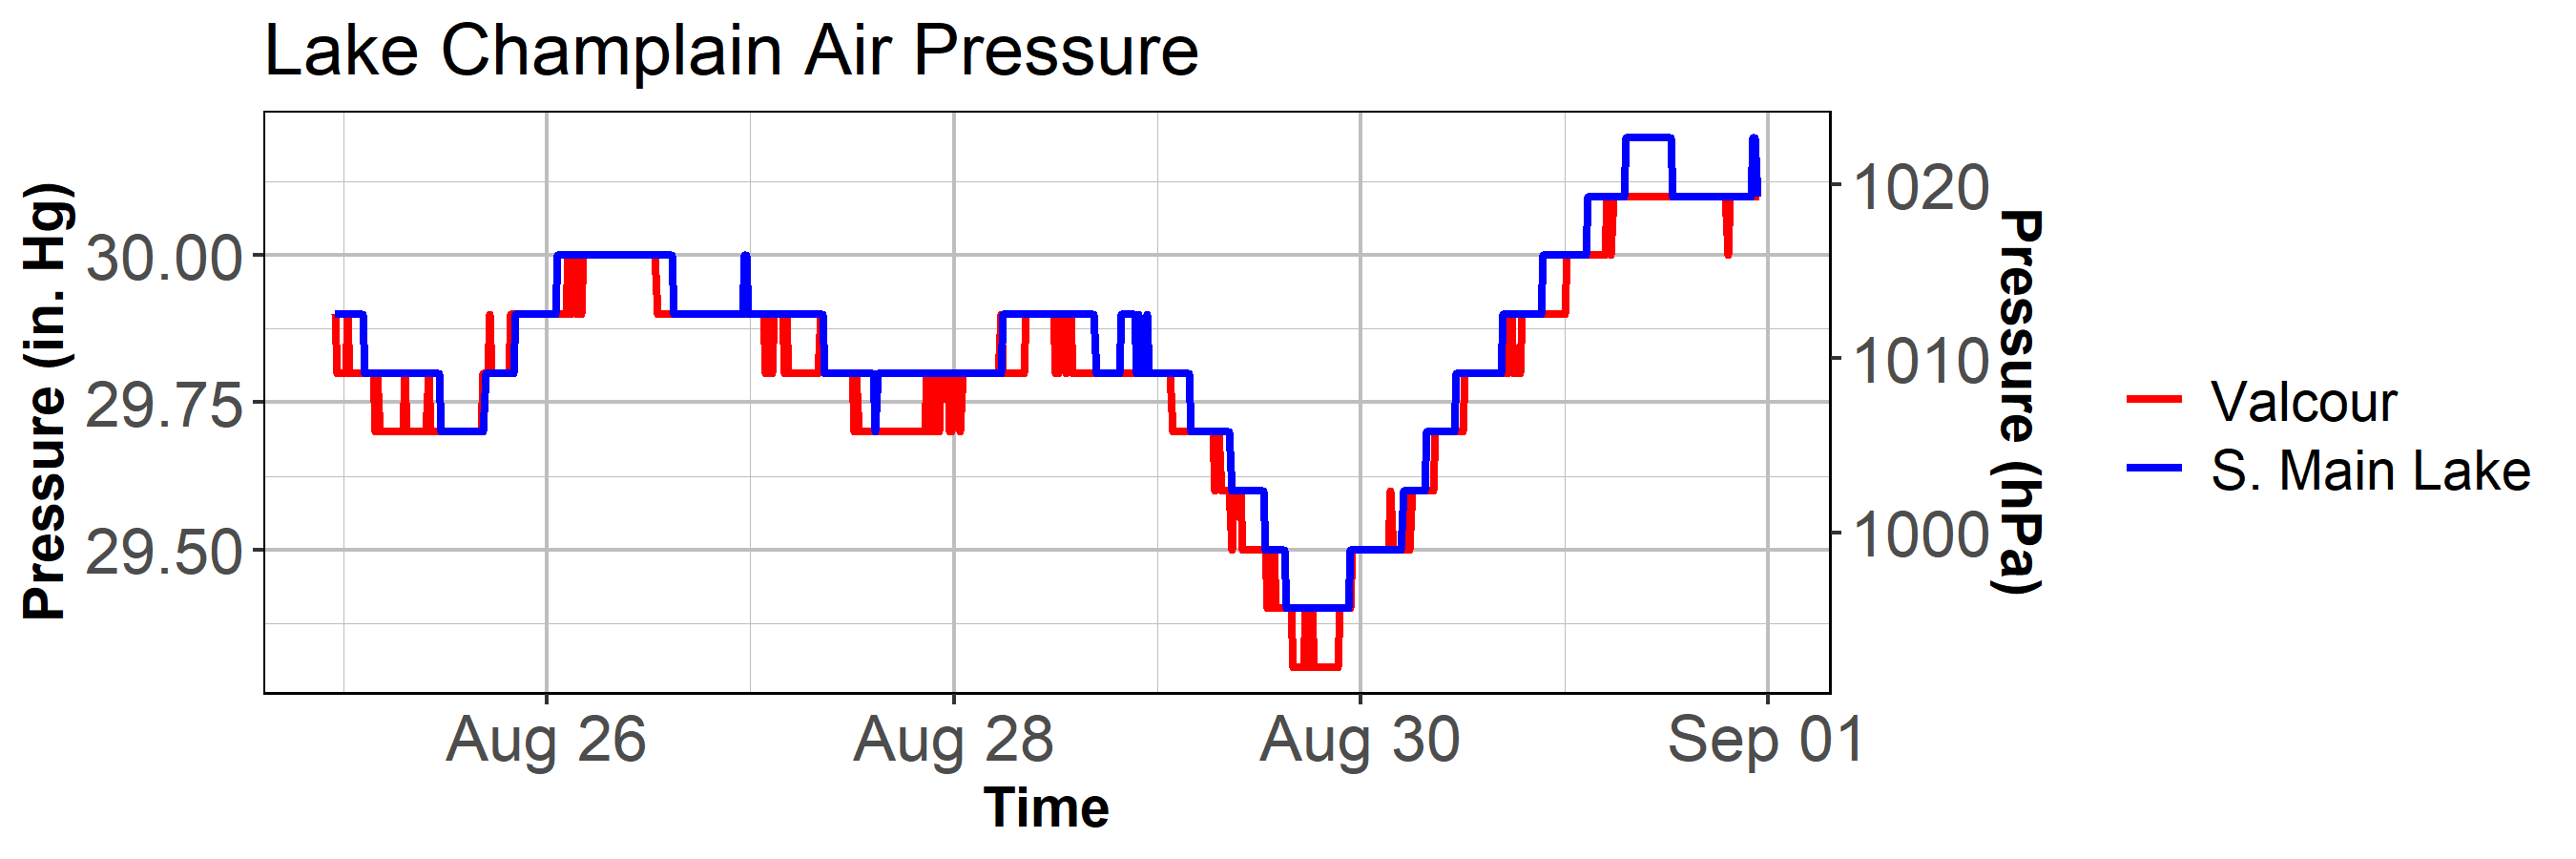 Lake Champlain Air Pressure
Pressure (in. Hg)
30.00
29.75
29.50
1020
1010
1000
Pressure (hPa)
Valcour
S. Main Lake
Aug 26
Aug 28
Aug 30
Sep 01
Time